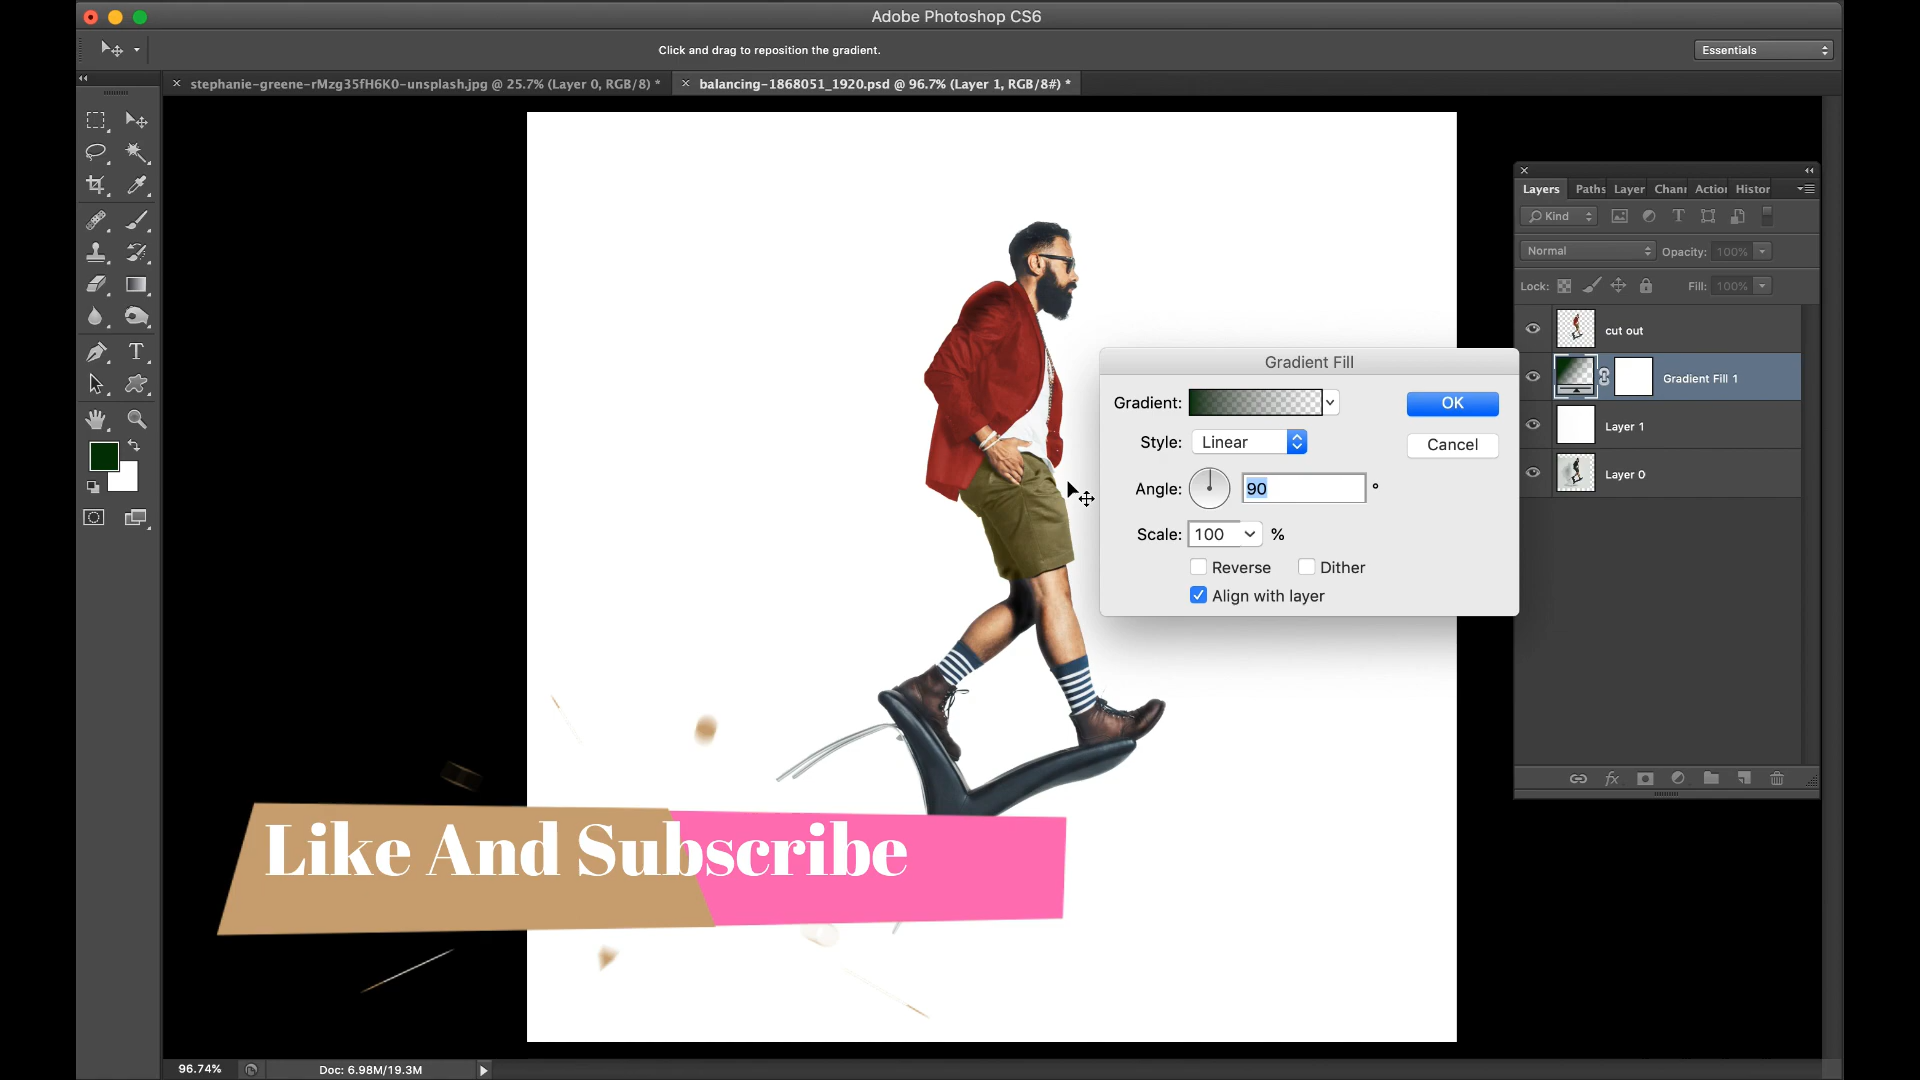 Adobe Photoshop CS6
Click and drag to reposition the gradient.
Essentials
stephanie-greene-rMzg35fH6K0-unsplash.jpg @ 25.7% (Layer 0, RGB/8) *
balancing-1868051_1920.psd @ 96.7% (Layer 1, RGB/8#) *
Layers Paths Layer Chann Action Histor
Kind
Normal Opacity: 100%
Lock: Fill: 100%
cut out
Gradient Fill 1
Layer 1
Layer 0
Gradient Fill
Gradient:
OK
Style: Linear
Cancel
Angle: 90 °
Scale: 100 %
Reverse Dither
Align with layer
Like And Subscribe
96.74% Doc: 6.98M/19.3M